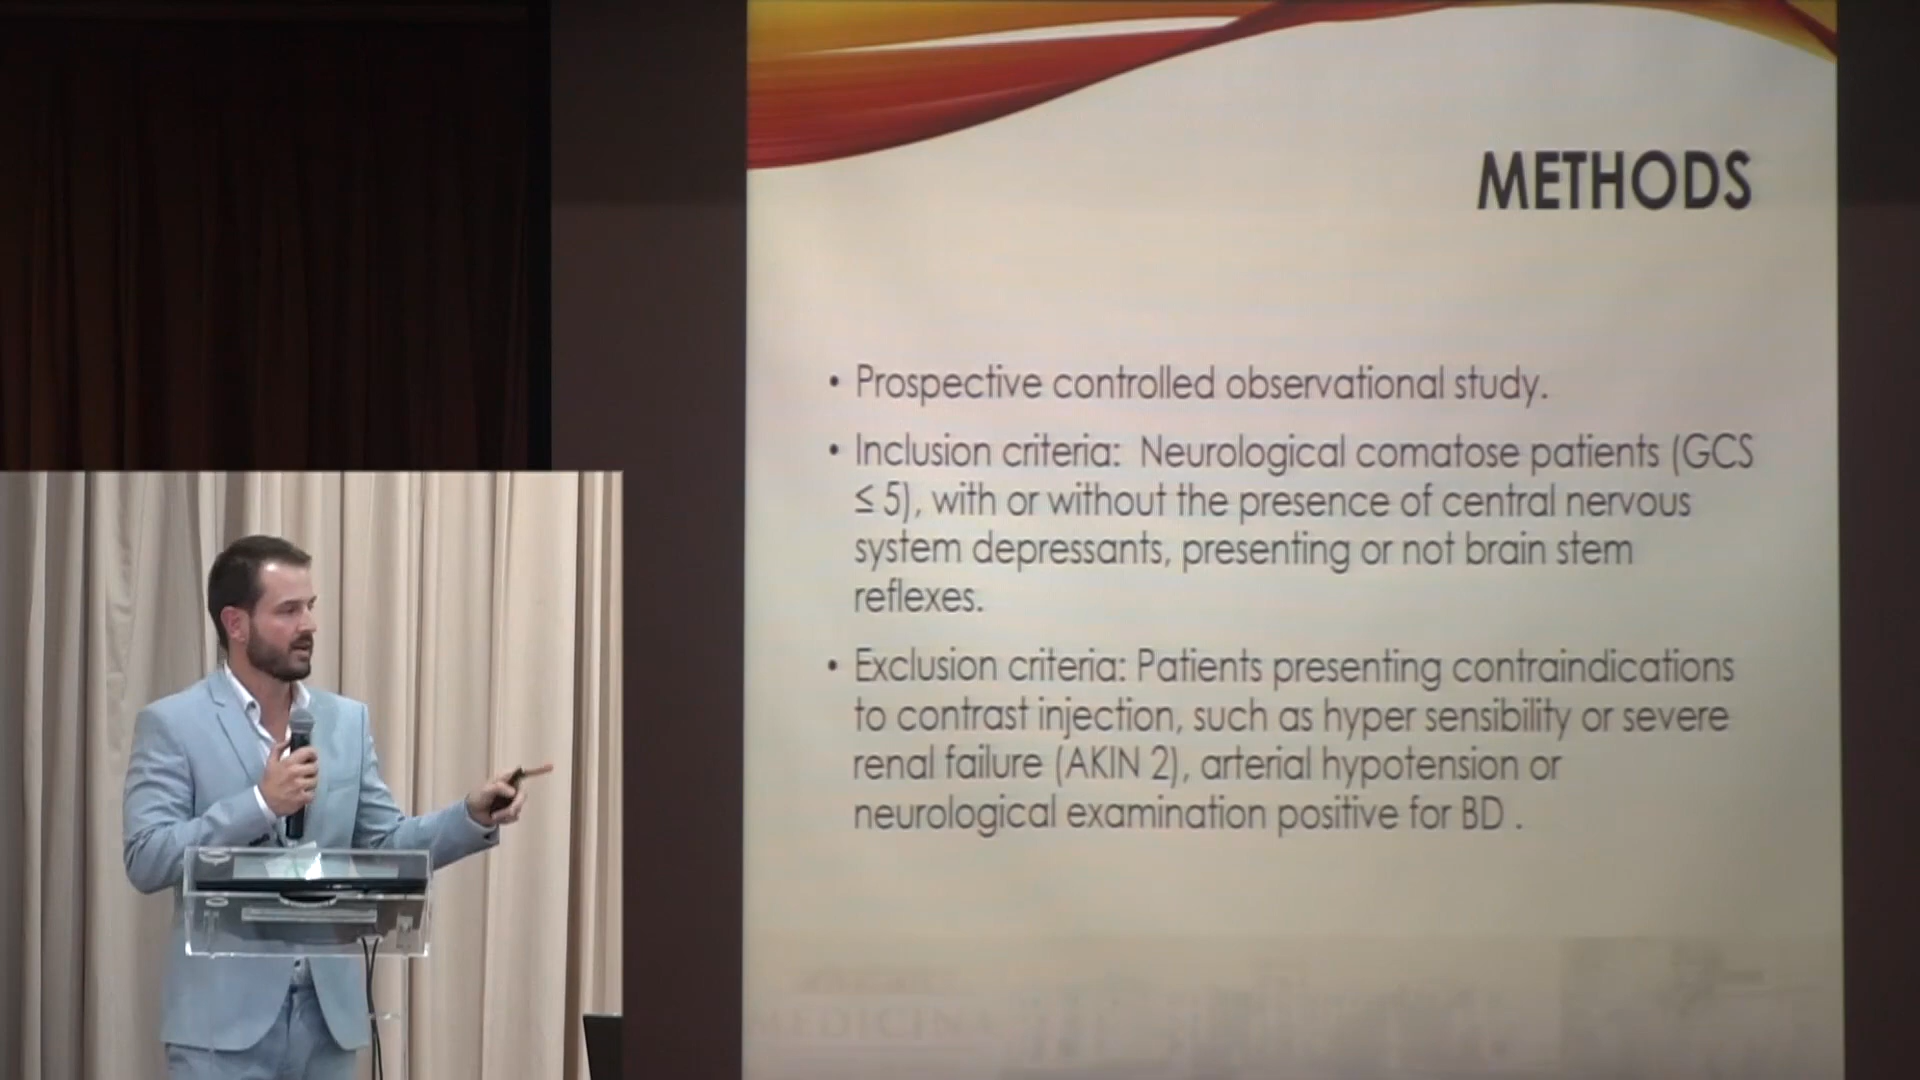 METHODS
• Prospective controlled observational study.
• Inclusion criteria: Neurological comatose patients (GCS
≤ 5), with or without the presence of central nervous
system depressants, presenting or not brain stem
reflexes.
• Exclusion criteria: Patients presenting contraindications
to contrast injection, such as hyper sensibility or severe
renal failure (AKIN 2), arterial hypotension or
neurological examination positive for BD .
MEDICINA